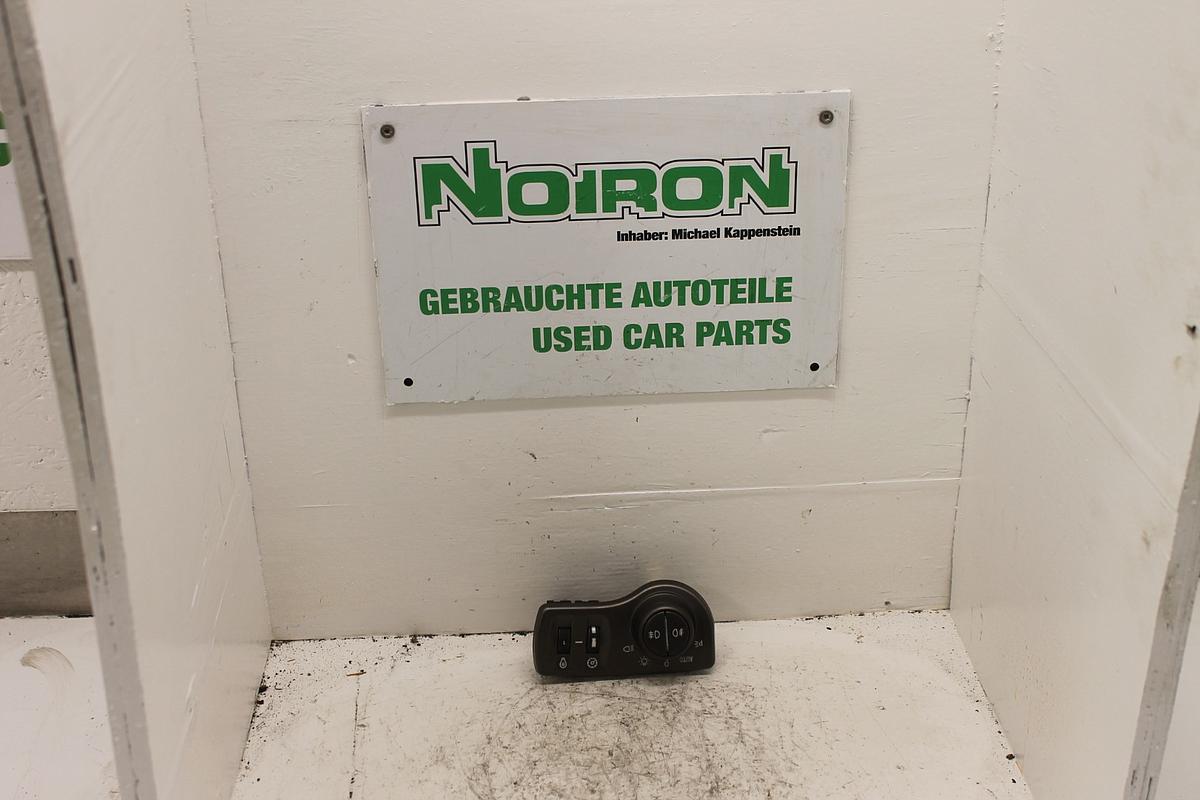 NOIRON
Inhaber: Michael Kappenstein
GEBRAUCHTE AUTOTEILE
USED CAR PARTS
AUTO